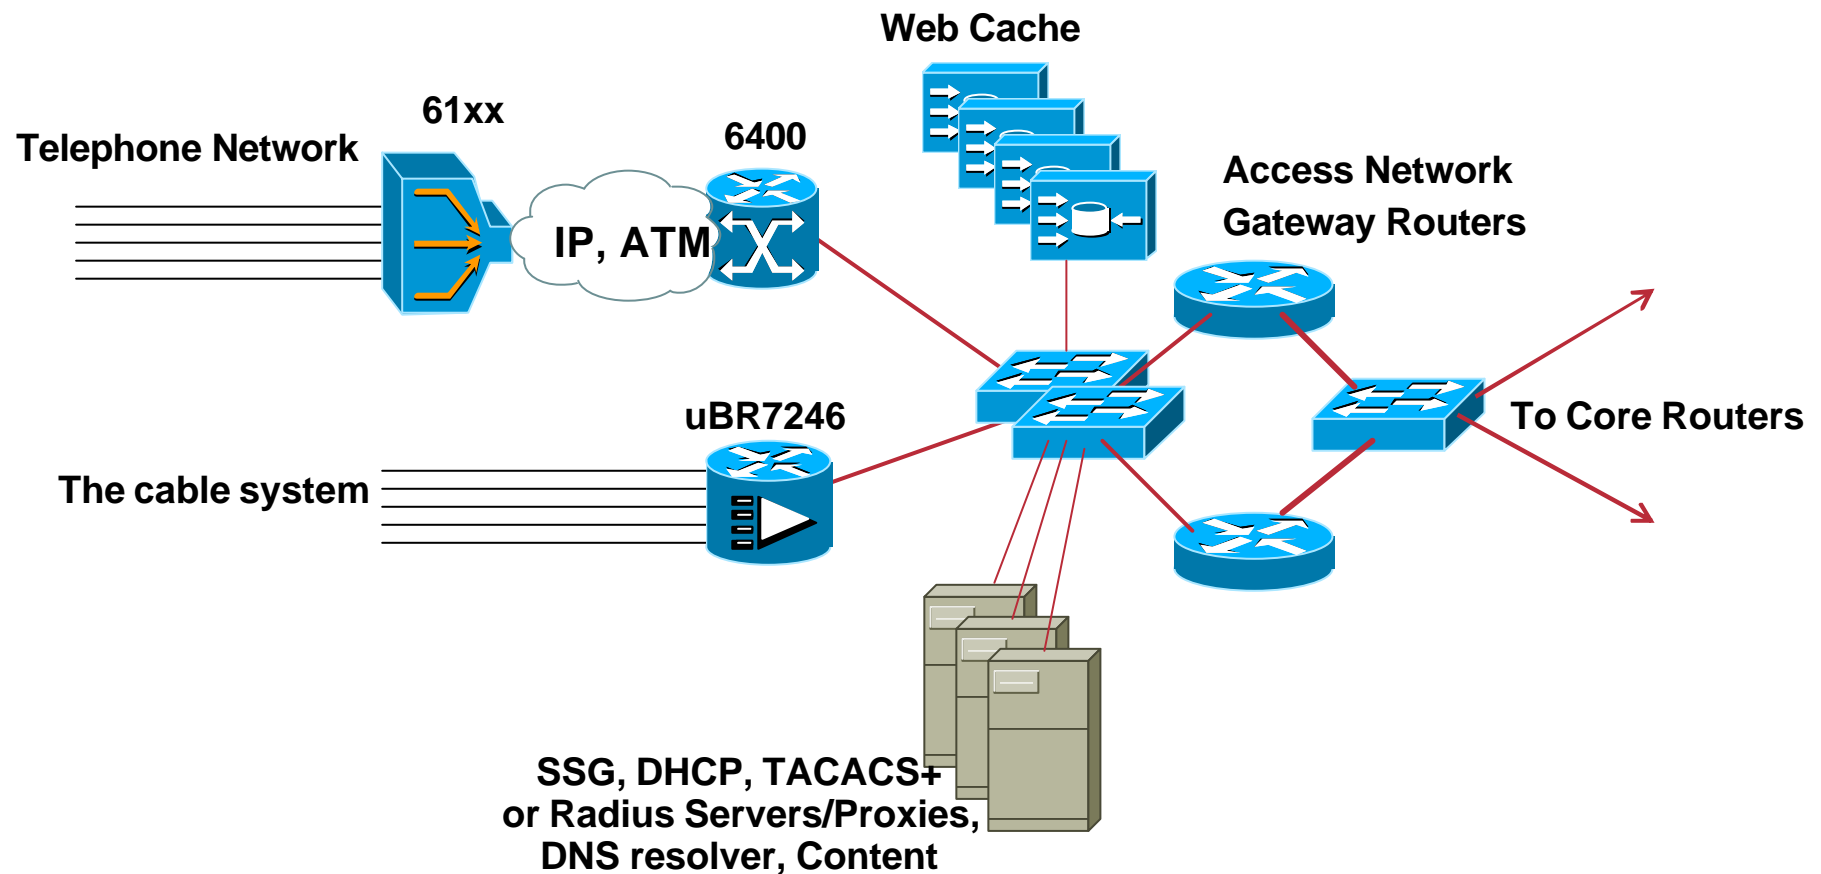 Web Cache
61xx
Telephone Network
6400
Access Network
Gateway Routers
IP, ATM
uBR7246
To Core Routers
The cable system
SSG, DHCP, TACACS+
or Radius Servers/Proxies,
DNS resolver, Content